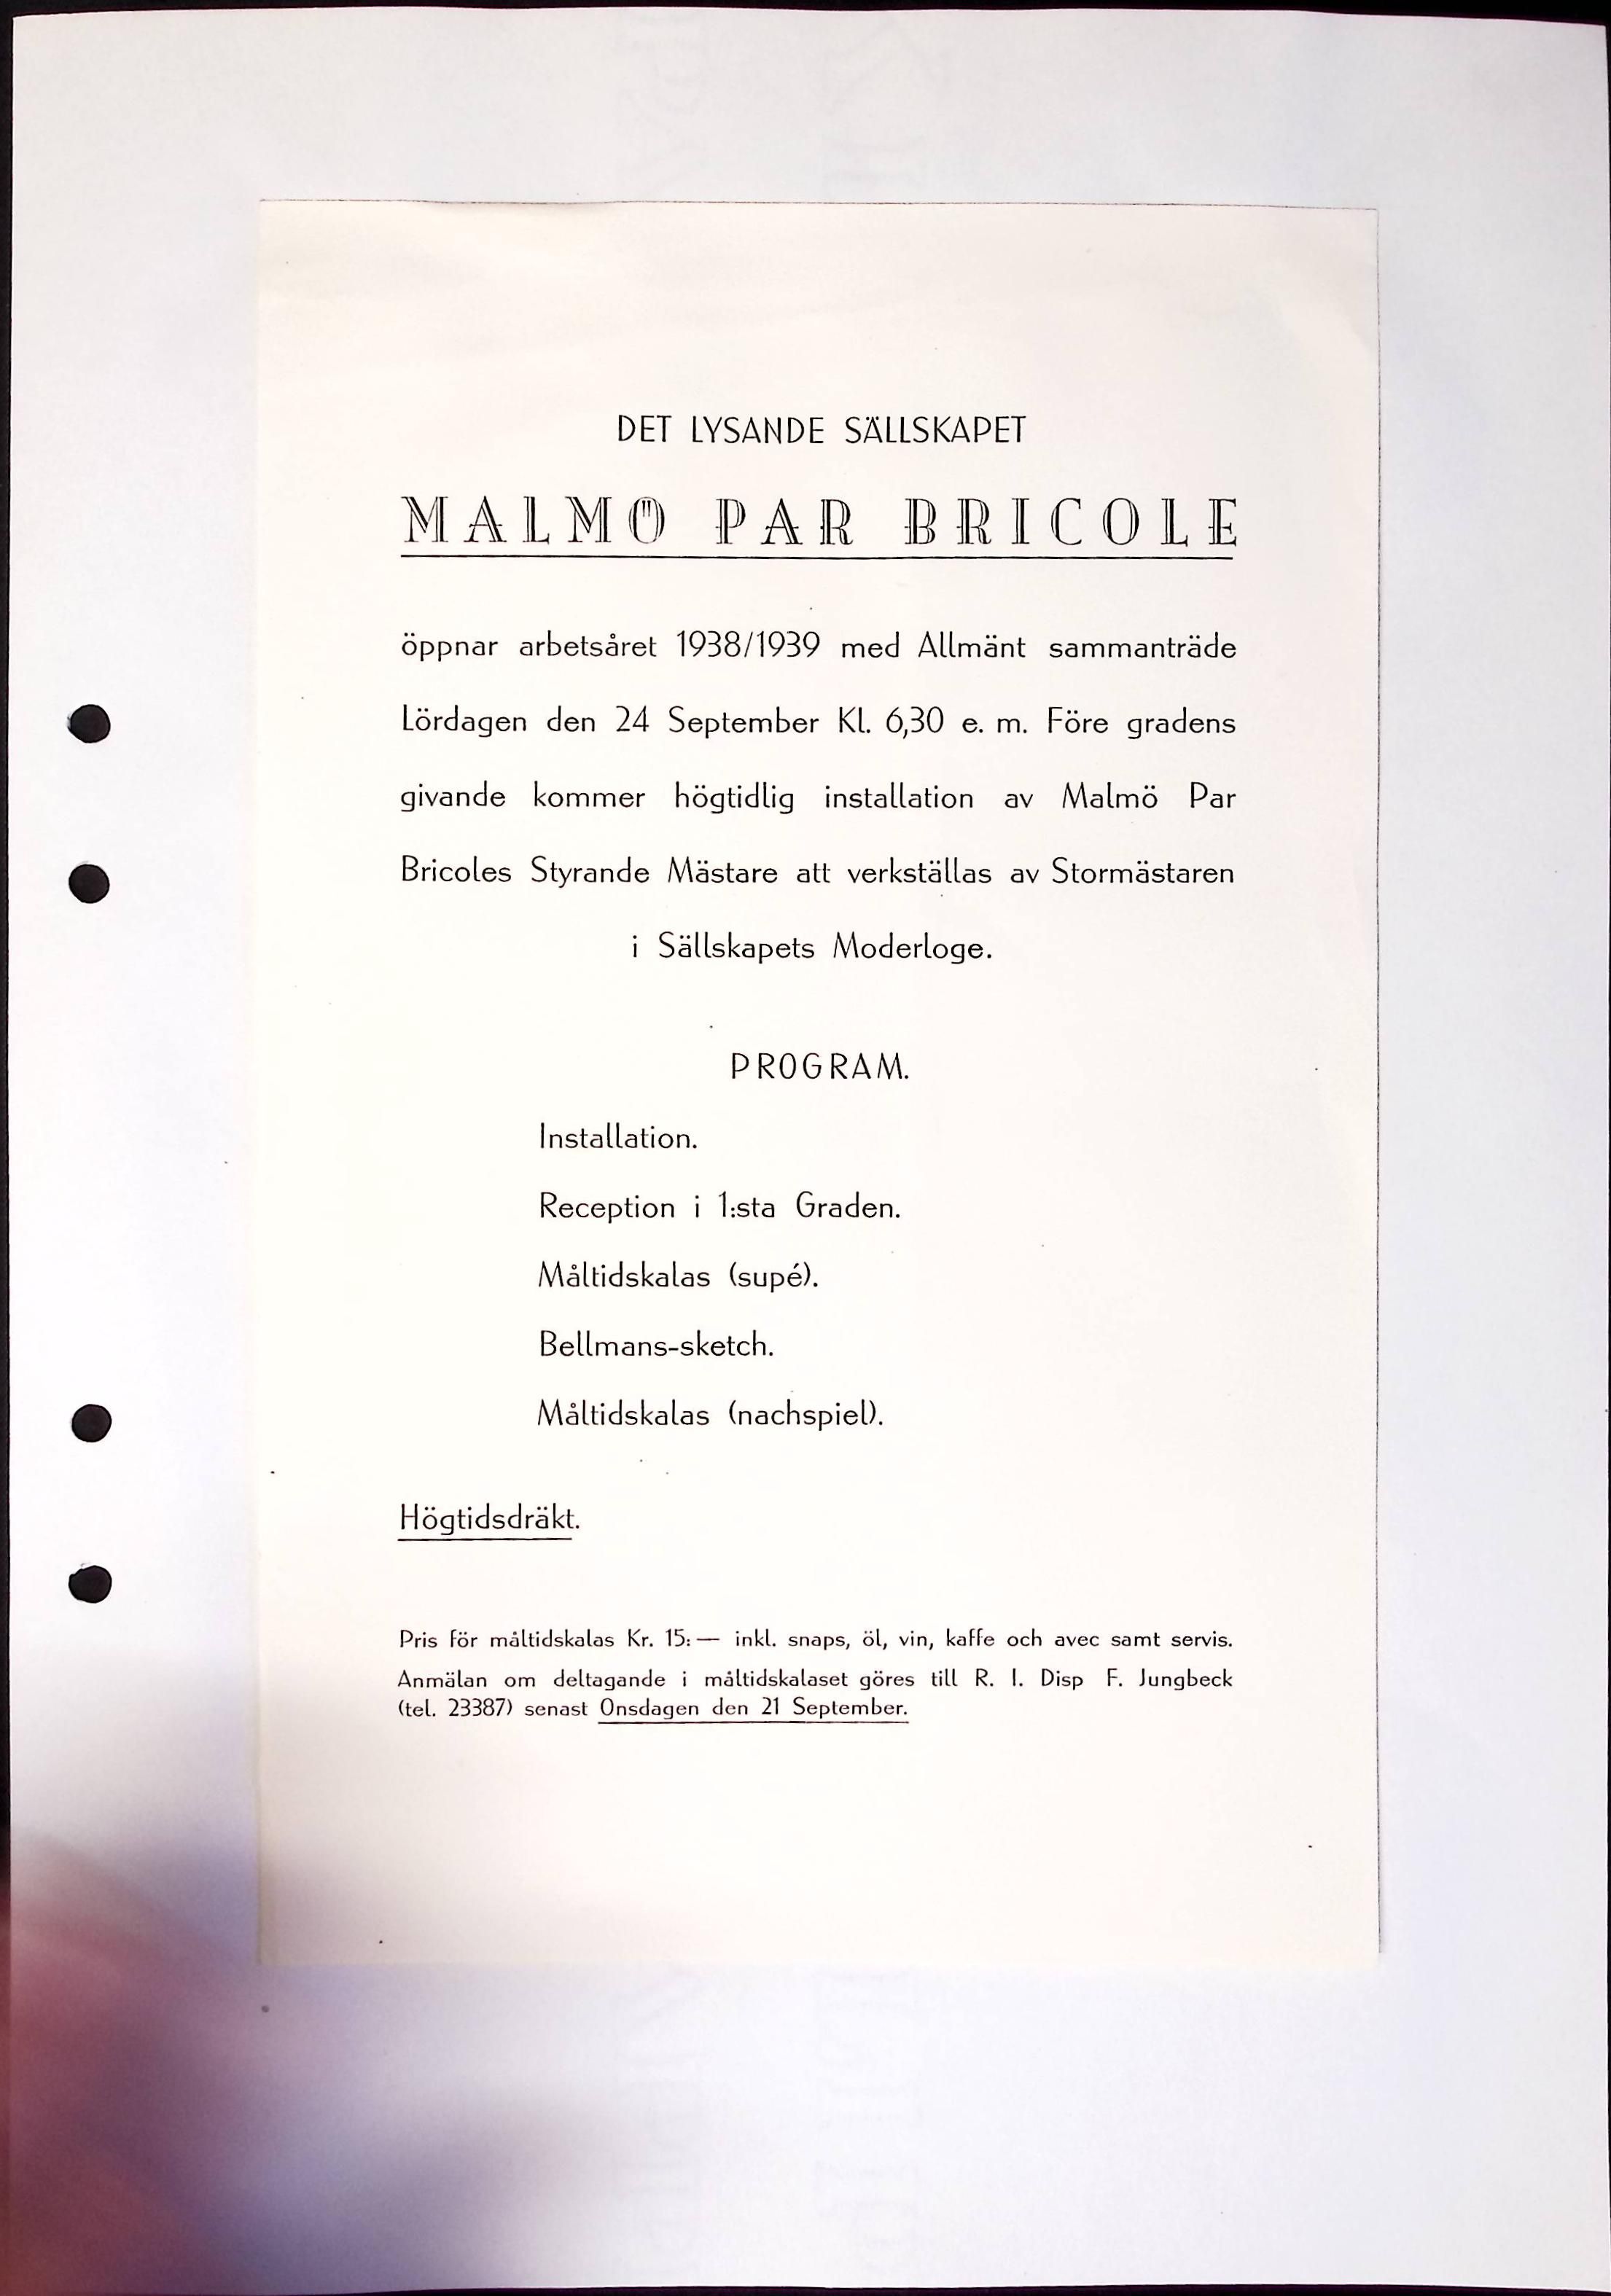 DET LYSANDE SÄLLSKAPET
MALMÖ PAR BRICOLE
öppnar arbetsåret 1938/1939 med Allmänt sammanträde
Lördagen den 24 September Kl. 6,30 e. m. Före gradens
givande kommer högtidlig installation av Malmö Par
Bricoles Styrande Mästare att verkställas av Stormästaren
i Sällskapets Moderloge.
PROGRAM.
Installation.
Reception i 1:sta Graden.
Måltidskalas (supé).
Bellmans-sketch.
Måltidskalas (nachspiel).
Högtidsdräkt.
Pris för måltidskalas Kr. 15:— inkl. snaps, öl, vin, kaffe och avec samt servis.
Anmälan om deltagande i måltidskalaset göres till R. I. Disp F. Jungbeck
(tel. 23387) senast Onsdagen den 21 September.